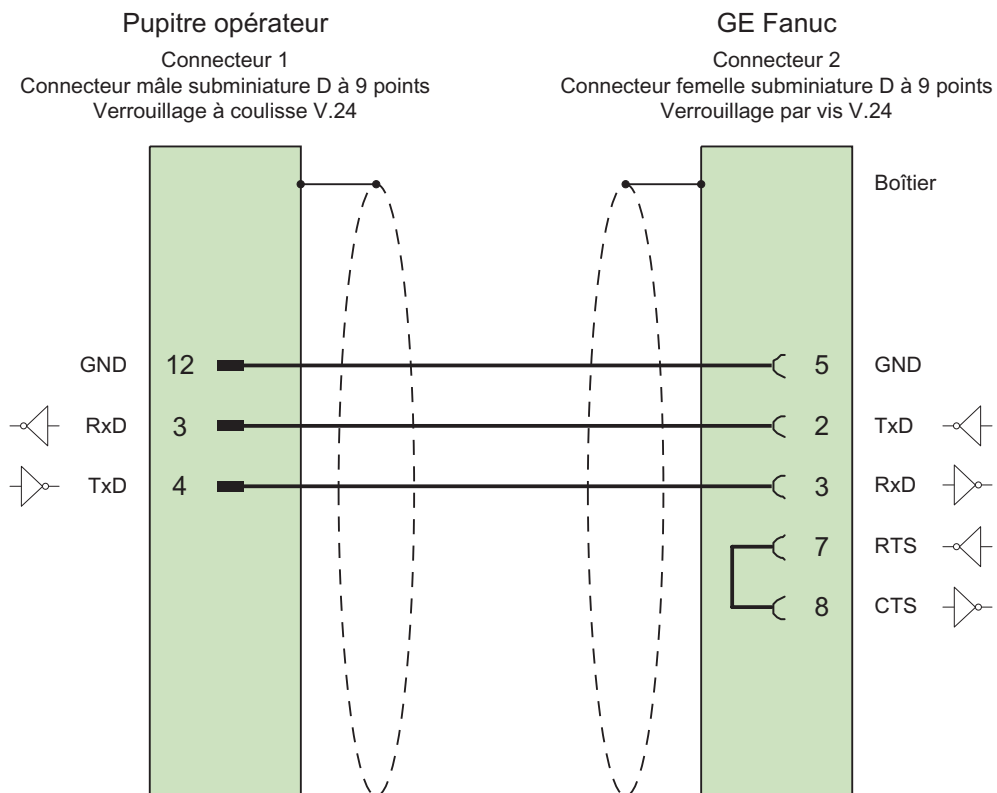 Pupitre opérateur
Connecteur 1
Connecteur mâle subminiature D à 9 points
Verrouillage à coulisse V.24
GE Fanuc
Connecteur 2
Connecteur femelle subminiature D à 9 points
Verrouillage par vis V.24
Boîtier
GND 12 5 GND
RxD 3 2 TxD
TxD 4 3 RxD
7 RTS
8 CTS